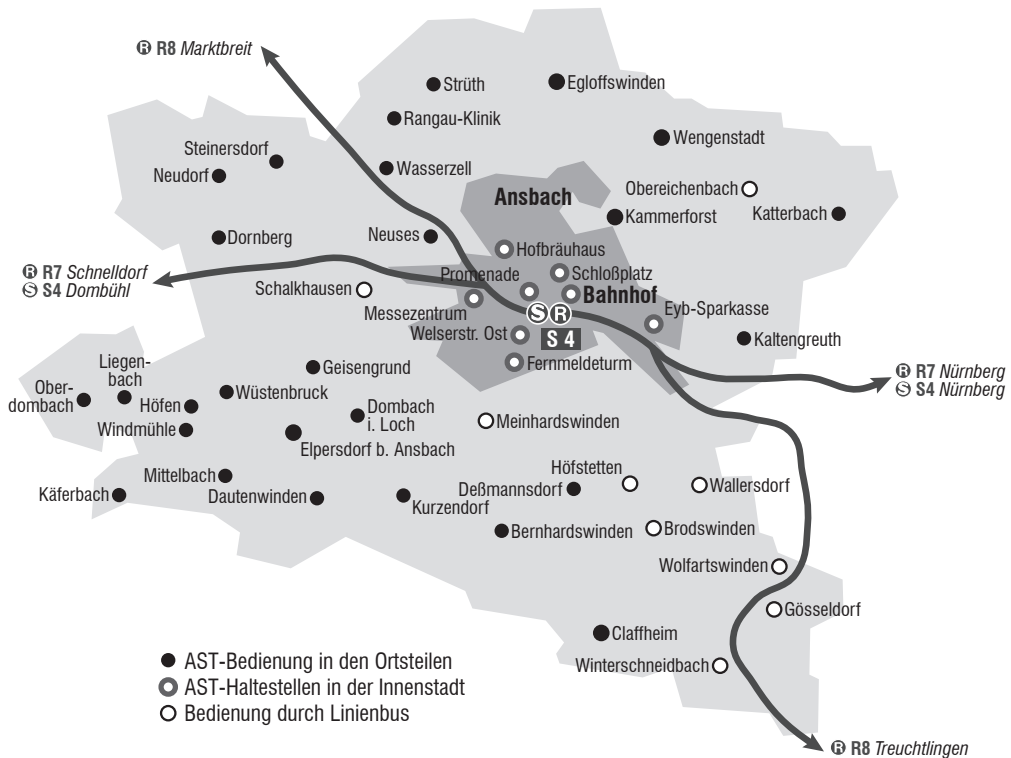 R R8 Marktbreit
Strüth
Egloffswinden
Rangau-Klinik
Wengenstadt
Steinersdorf
Neudorf
Wasserzell
Ansbach
Obereichenbach
Katterbach
Kammerforst
Dornberg
Neuses
Hofbräuhaus
R R7 Schnelldorf
S S4 Dombühl
Promenade
Schloßplatz
Schalkhausen
Bahnhof
Messezentrum
Eyb-Sparkasse
S R
Welserstr. Ost
S 4
Kaltengreuth
Fernmeldeturm
Liegen-
bach
Geisengrund
R R7 Nürnberg
S S4 Nürnberg
Ober-
dombach
Höfen
Wüstenbruck
Dombach
i. Loch
Windmühle
Meinhardswinden
Elpersdorf b. Ansbach
Höfstetten
Mittelbach
Käferbach
Dautenwinden
Deßmannsdorf
Wallersdorf
Kurzendorf
Bernhardswinden
Brodswinden
Wolfartswinden
Gösseldorf
Claffheim
Winterschneidbach
AST-Bedienung in den Ortsteilen
AST-Haltestellen in der Innenstadt
Bedienung durch Linienbus
R R8 Treuchtlingen